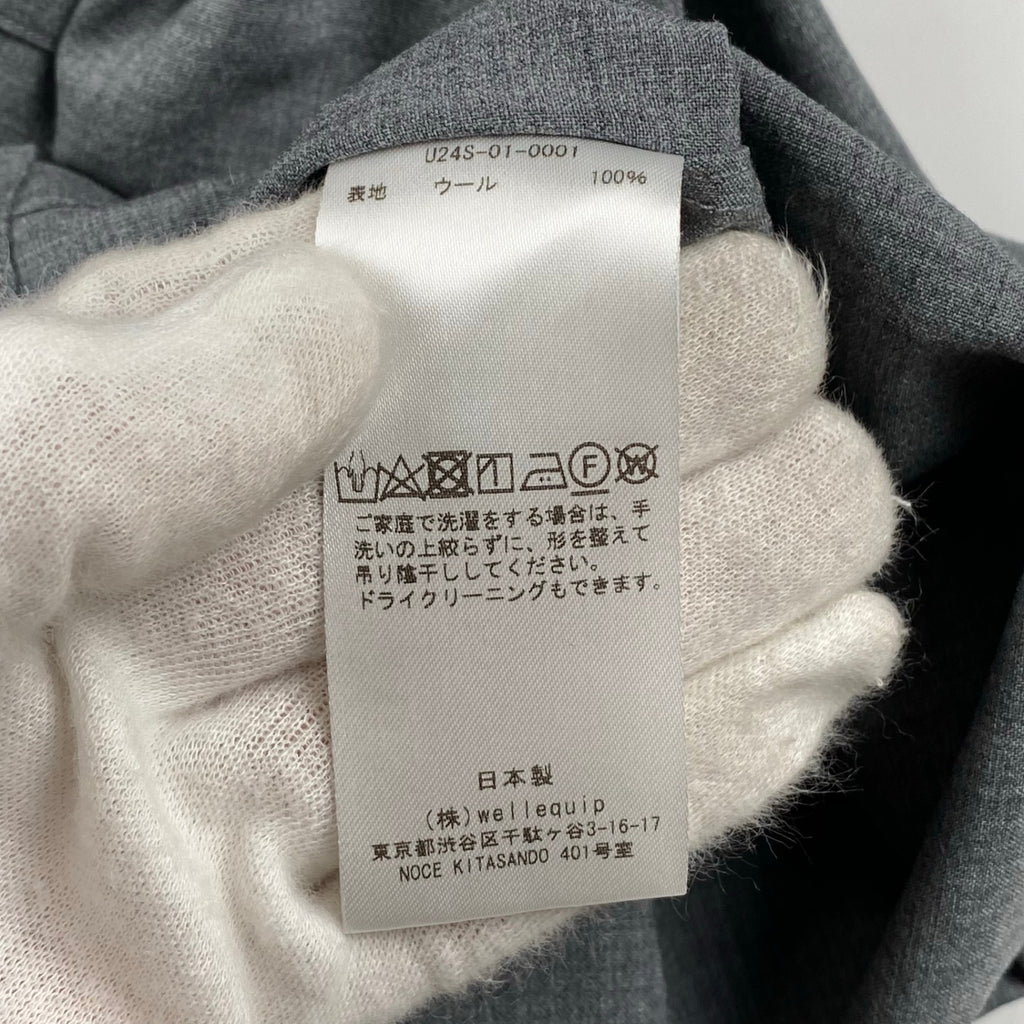 U24S-01-0001
表地 ウール 100%
F W
ご家庭で洗濯をする場合は、手
洗いの上絞らずに、形を整えて
吊り陰干ししてください。
ドライクリーニングもできます。
日本製
(株)wellequip
東京都渋谷区千駄ヶ谷3-16-17
NOCE KITASANDO 401号室